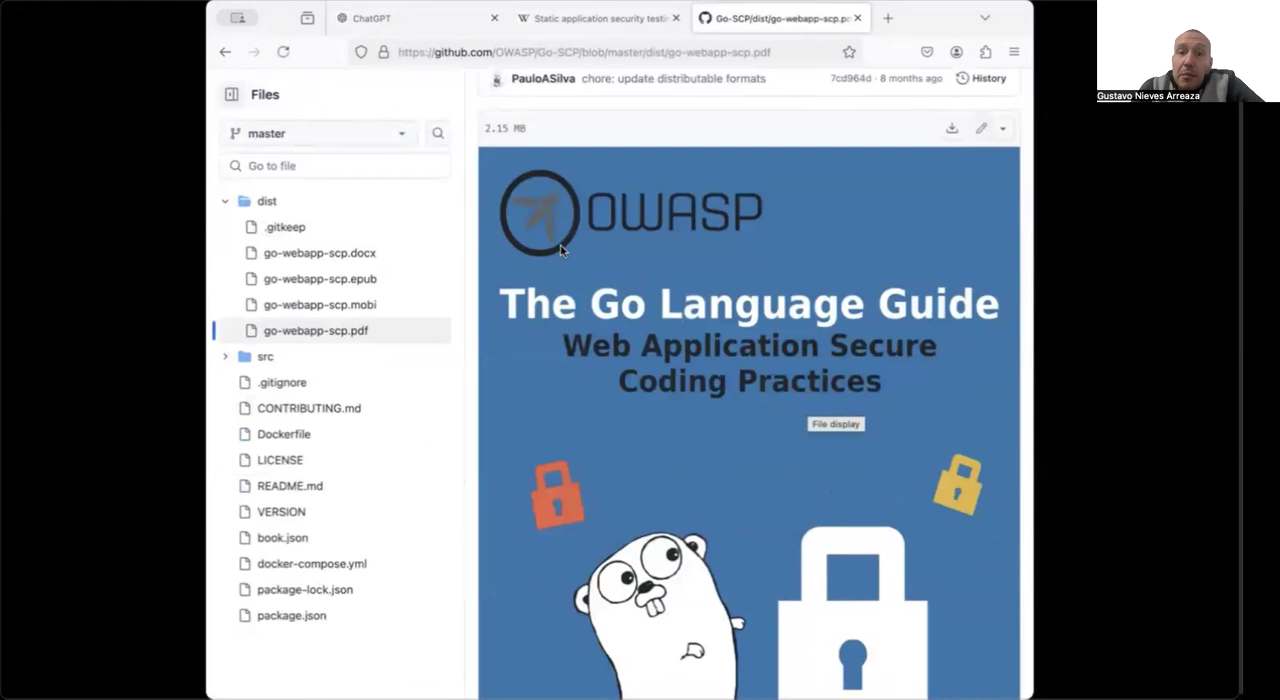 ChatGPT
Static application security testi
Go-SCP/dist/go-webapp-scp.pd
https://github.com/OWASP/Go-SCP/blob/master/dist/go-webapp-scp.pdf
Gustavo Nieves Arreaza
Files
PauloASilva chore: update distributable formats
7cd964d · 8 months ago
History
master
2.15 MB
Go to file
dist
.gitkeep
go-webapp-scp.docx
go-webapp-scp.epub
go-webapp-scp.mobi
go-webapp-scp.pdf
src
.gitignore
CONTRIBUTING.md
Dockerfile
LICENSE
README.md
VERSION
book.json
docker-compose.yml
package-lock.json
package.json
OWASP
The Go Language Guide
Web Application Secure
Coding Practices
File display